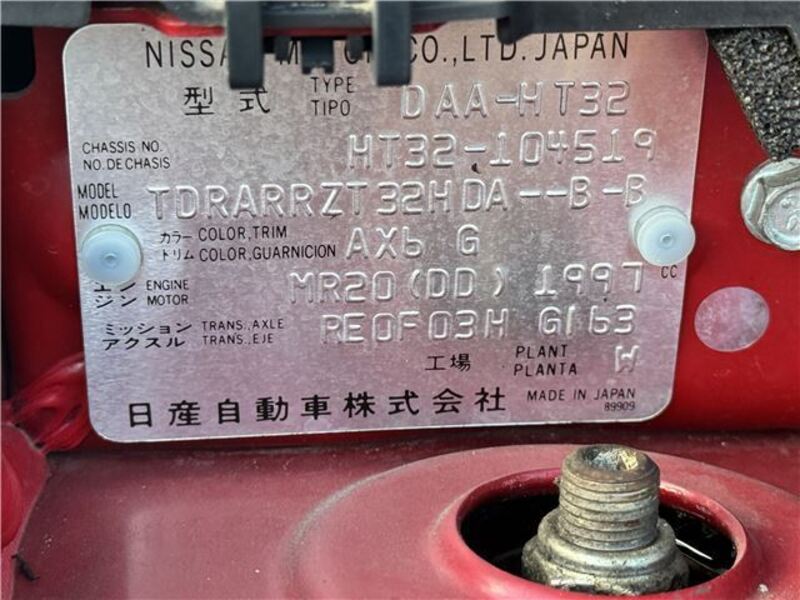 NISSAN MOTOR CO.,LTD. JAPAN
型式 TYPE TIPO DAA-HT32
CHASSIS NO. NO. DE CHASIS HT32-104519
MODEL MODELO TDRARRZT32HDA--B-B
カラー COLOR,TRIM
トリム COLOR,GUARNICION AX6 G
エンジン ENGINE MOTOR MR20(DD) 1997 CC
ミッション アクスル TRANS.,AXLE TRANS.,EJE RE0F03H G163
工場 PLANT PLANTA W
日産自動車株式会社 MADE IN JAPAN
89909